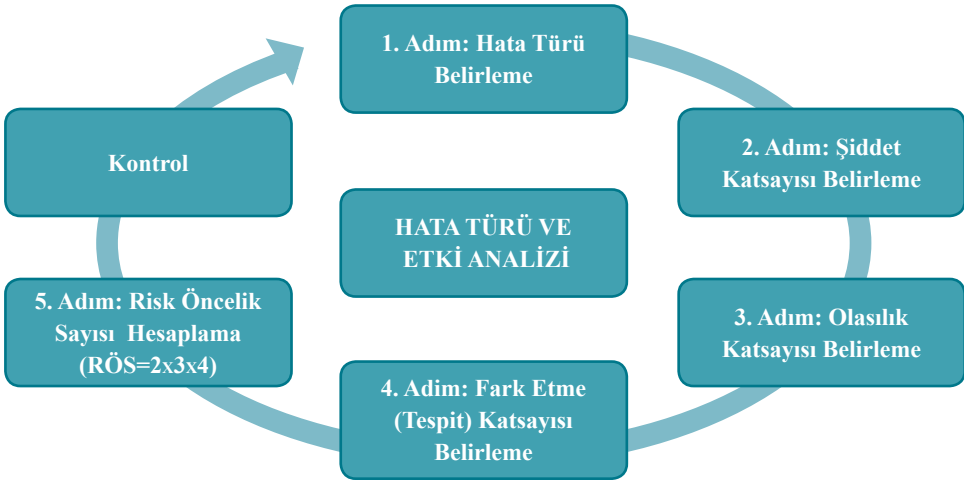 1. Adım: Hata Türü
Belirleme
2. Adım: Şiddet
Katsayısı Belirleme
3. Adım: Olasılık
Katsayısı Belirleme
4. Adim: Fark Etme
(Tespit) Katsayısı
Belirleme
5. Adım: Risk Öncelik
Sayısı Hesaplama
(RÖS=2x3x4)
Kontrol
HATA TÜRÜ VE
ETKİ ANALİZİ